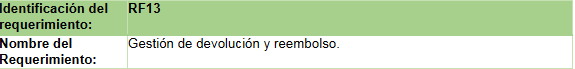 Identificación del requerimiento: RF13
Nombre del Requerimiento: Gestión de devolución y reembolso.